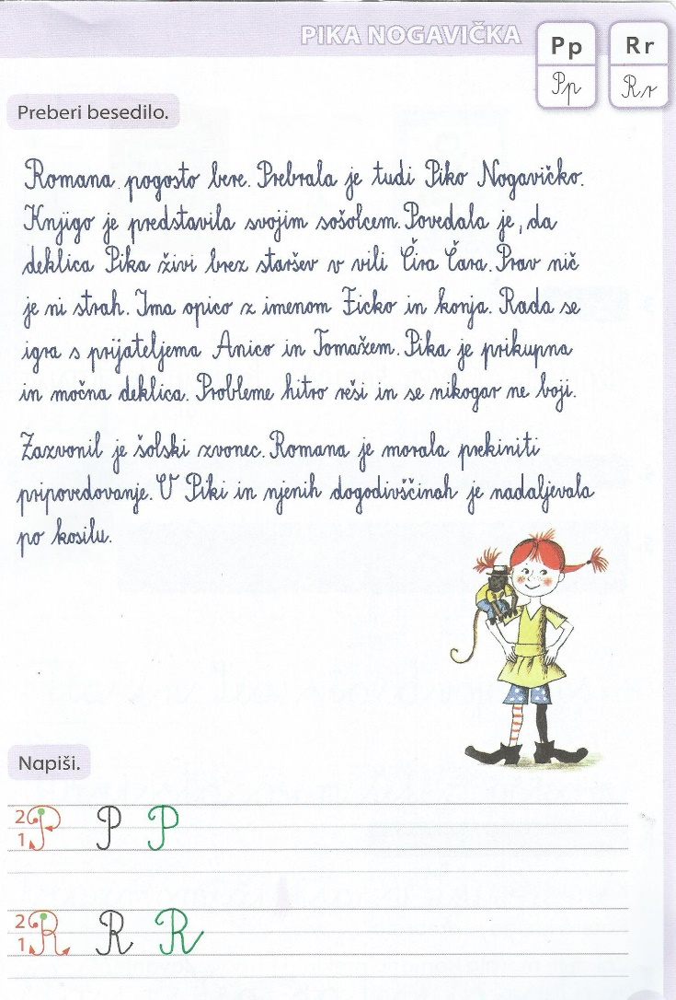 PIKA NOGAVIČKA
Pp Rr
Pp Rr
Preberi besedilo.
Romana pogosto bere. Prebrala je tudi Piko Nogavičko.
Knjigo je predstavila svojim sošolcem. Povedala je, da
deklica Pika živi brez staršev v vili Čira Čara. Prav nič
je ni strah. Ima opico z imenom Ficko in konja. Rada se
igra s prijateljema Anico in Tomažem. Pika je prikupna
in močna deklica. Probleme hitro reši in se nikogar ne boji.
Zazvonil je šolski zvonec. Romana je morala prekiniti
pripovedovanje. O Piki in njenih dogodivščinah je nadaljevala
po kosilu.
Napiši.
2 1 P P P
2 1 R R R